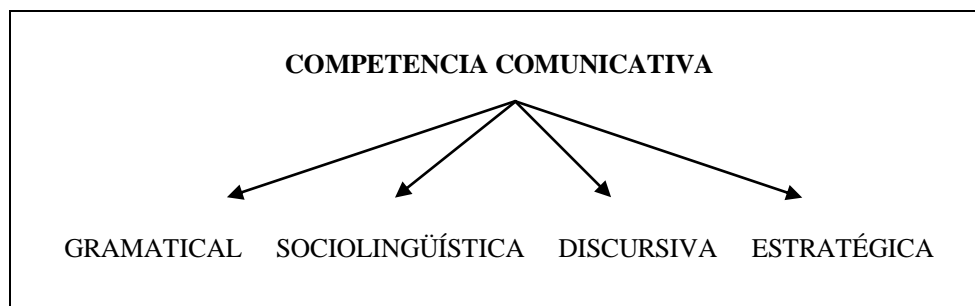 COMPETENCIA COMUNICATIVA
GRAMATICAL SOCIOLINGÜÍSTICA DISCURSIVA ESTRATÉGICA